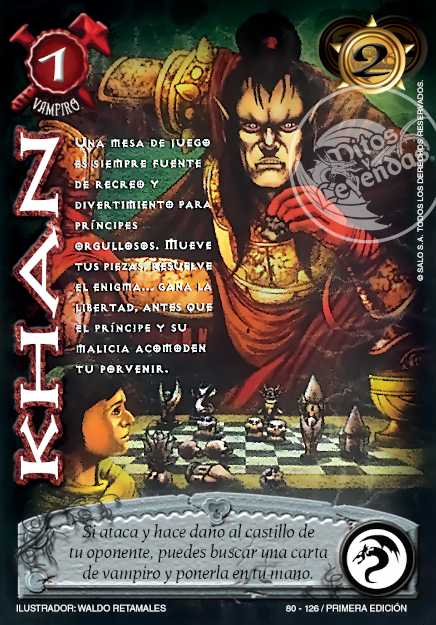 1
VAMPIRO
2
KHAN
UNA MESA DE JUEGO
ES SIEMPRE FUENTE
DE RECREO Y
DIVERTIMIENTO PARA
PRÍNCIPES
ORGULLOSOS. MUEVE
TUS PIEZAS, RESUELVE
EL ENIGMA... GANA LA
LIBERTAD, ANTES QUE
EL PRÍNCIPE Y SU
MALICIA ACOMODEN
TU PORVENIR.
Mitos y
Leyendas
© SALO S.A. TODOS LOS DERECHOS RESERVADOS.
Si ataca y hace daño al castillo de
tu oponente, puedes buscar una carta
de vampiro y ponerla en tu mano.
ILUSTRADOR: WALDO RETAMALES
80 - 126 / PRIMERA EDICIÓN